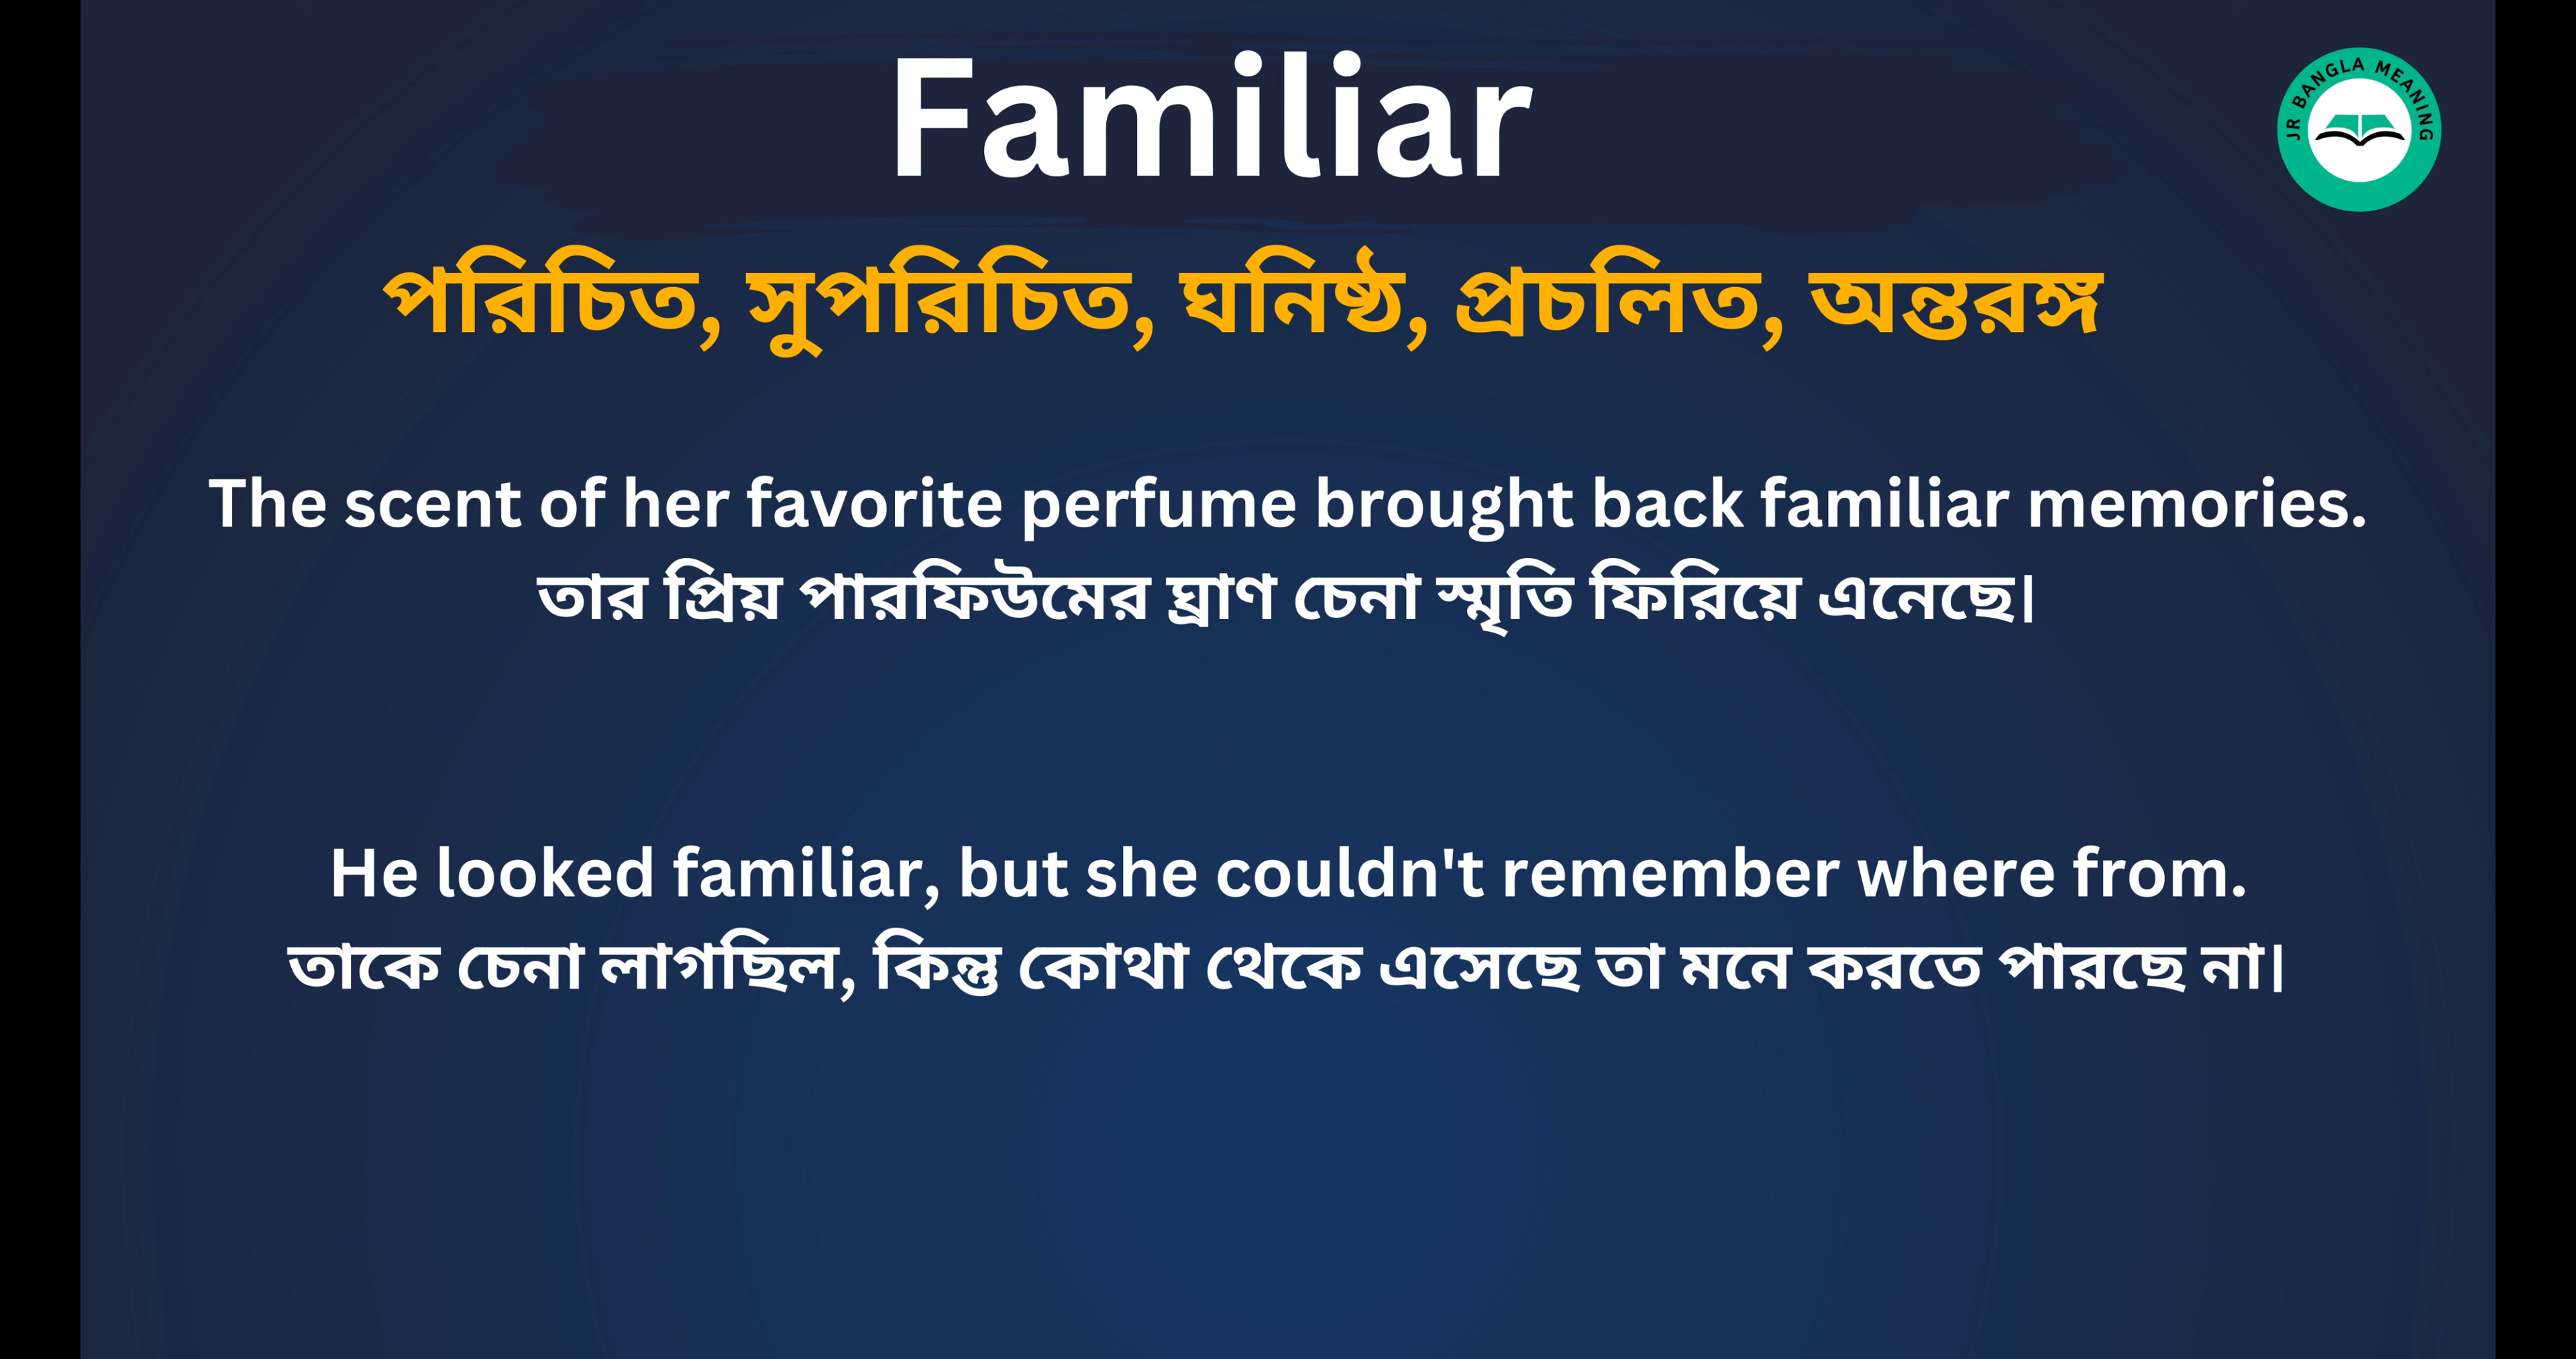 Familiar
JR BANGLA MEANING
পরিচিত, সুপরিচিত, ঘনিষ্ঠ, প্রচলিত, অন্তরঙ্গ
The scent of her favorite perfume brought back familiar memories.
তার প্রিয় পারফিউমের ঘ্রাণ চেনা স্মৃতি ফিরিয়ে এনেছে।
He looked familiar, but she couldn't remember where from.
তাকে চেনা লাগছিল, কিন্তু কোথা থেকে এসেছে তা মনে করতে পারছে না।